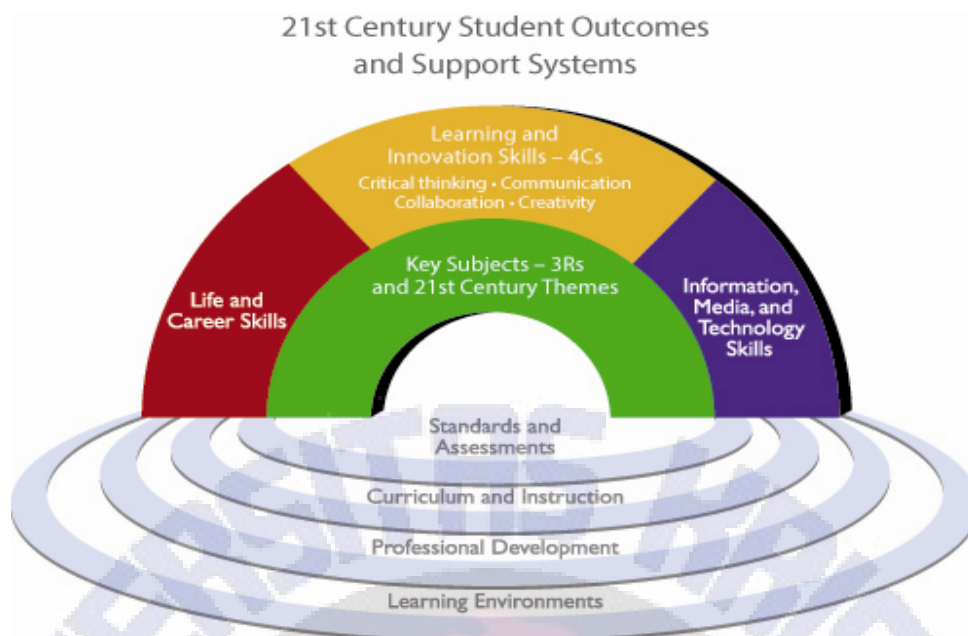 21st Century Student Outcomes
and Support Systems
Learning and
Innovation Skills – 4Cs
Critical thinking • Communication
Collaboration • Creativity
Key Subjects – 3Rs
and 21st Century Themes
Life and
Career Skills
Information,
Media, and
Technology
Skills
Standards and
Assessments
Curriculum and Instruction
Professional Development
Learning Environments